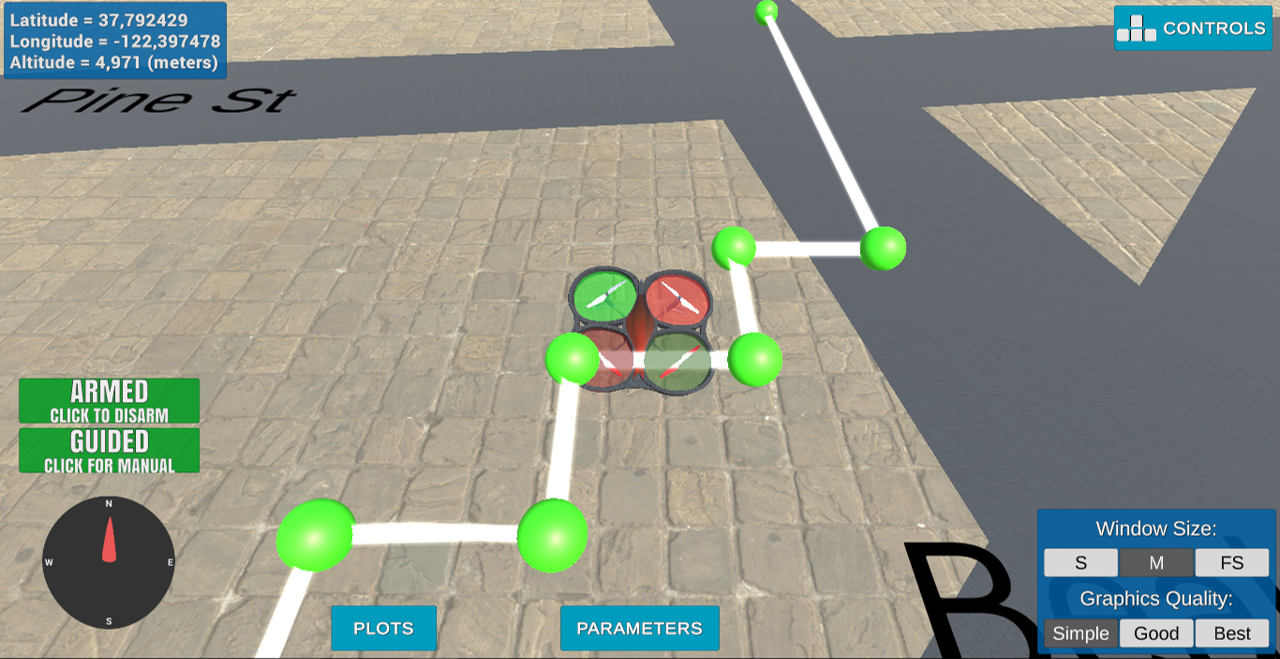 Latitude = 37,792429
Longitude = -122,397478
Altitude = 4,971 (meters)
CONTROLS
Pine St
ARMED
CLICK TO DISARM
GUIDED
CLICK FOR MANUAL
N
W
E
S
PLOTS
PARAMETERS
Window Size:
S M FS
Graphics Quality:
Simple Good Best